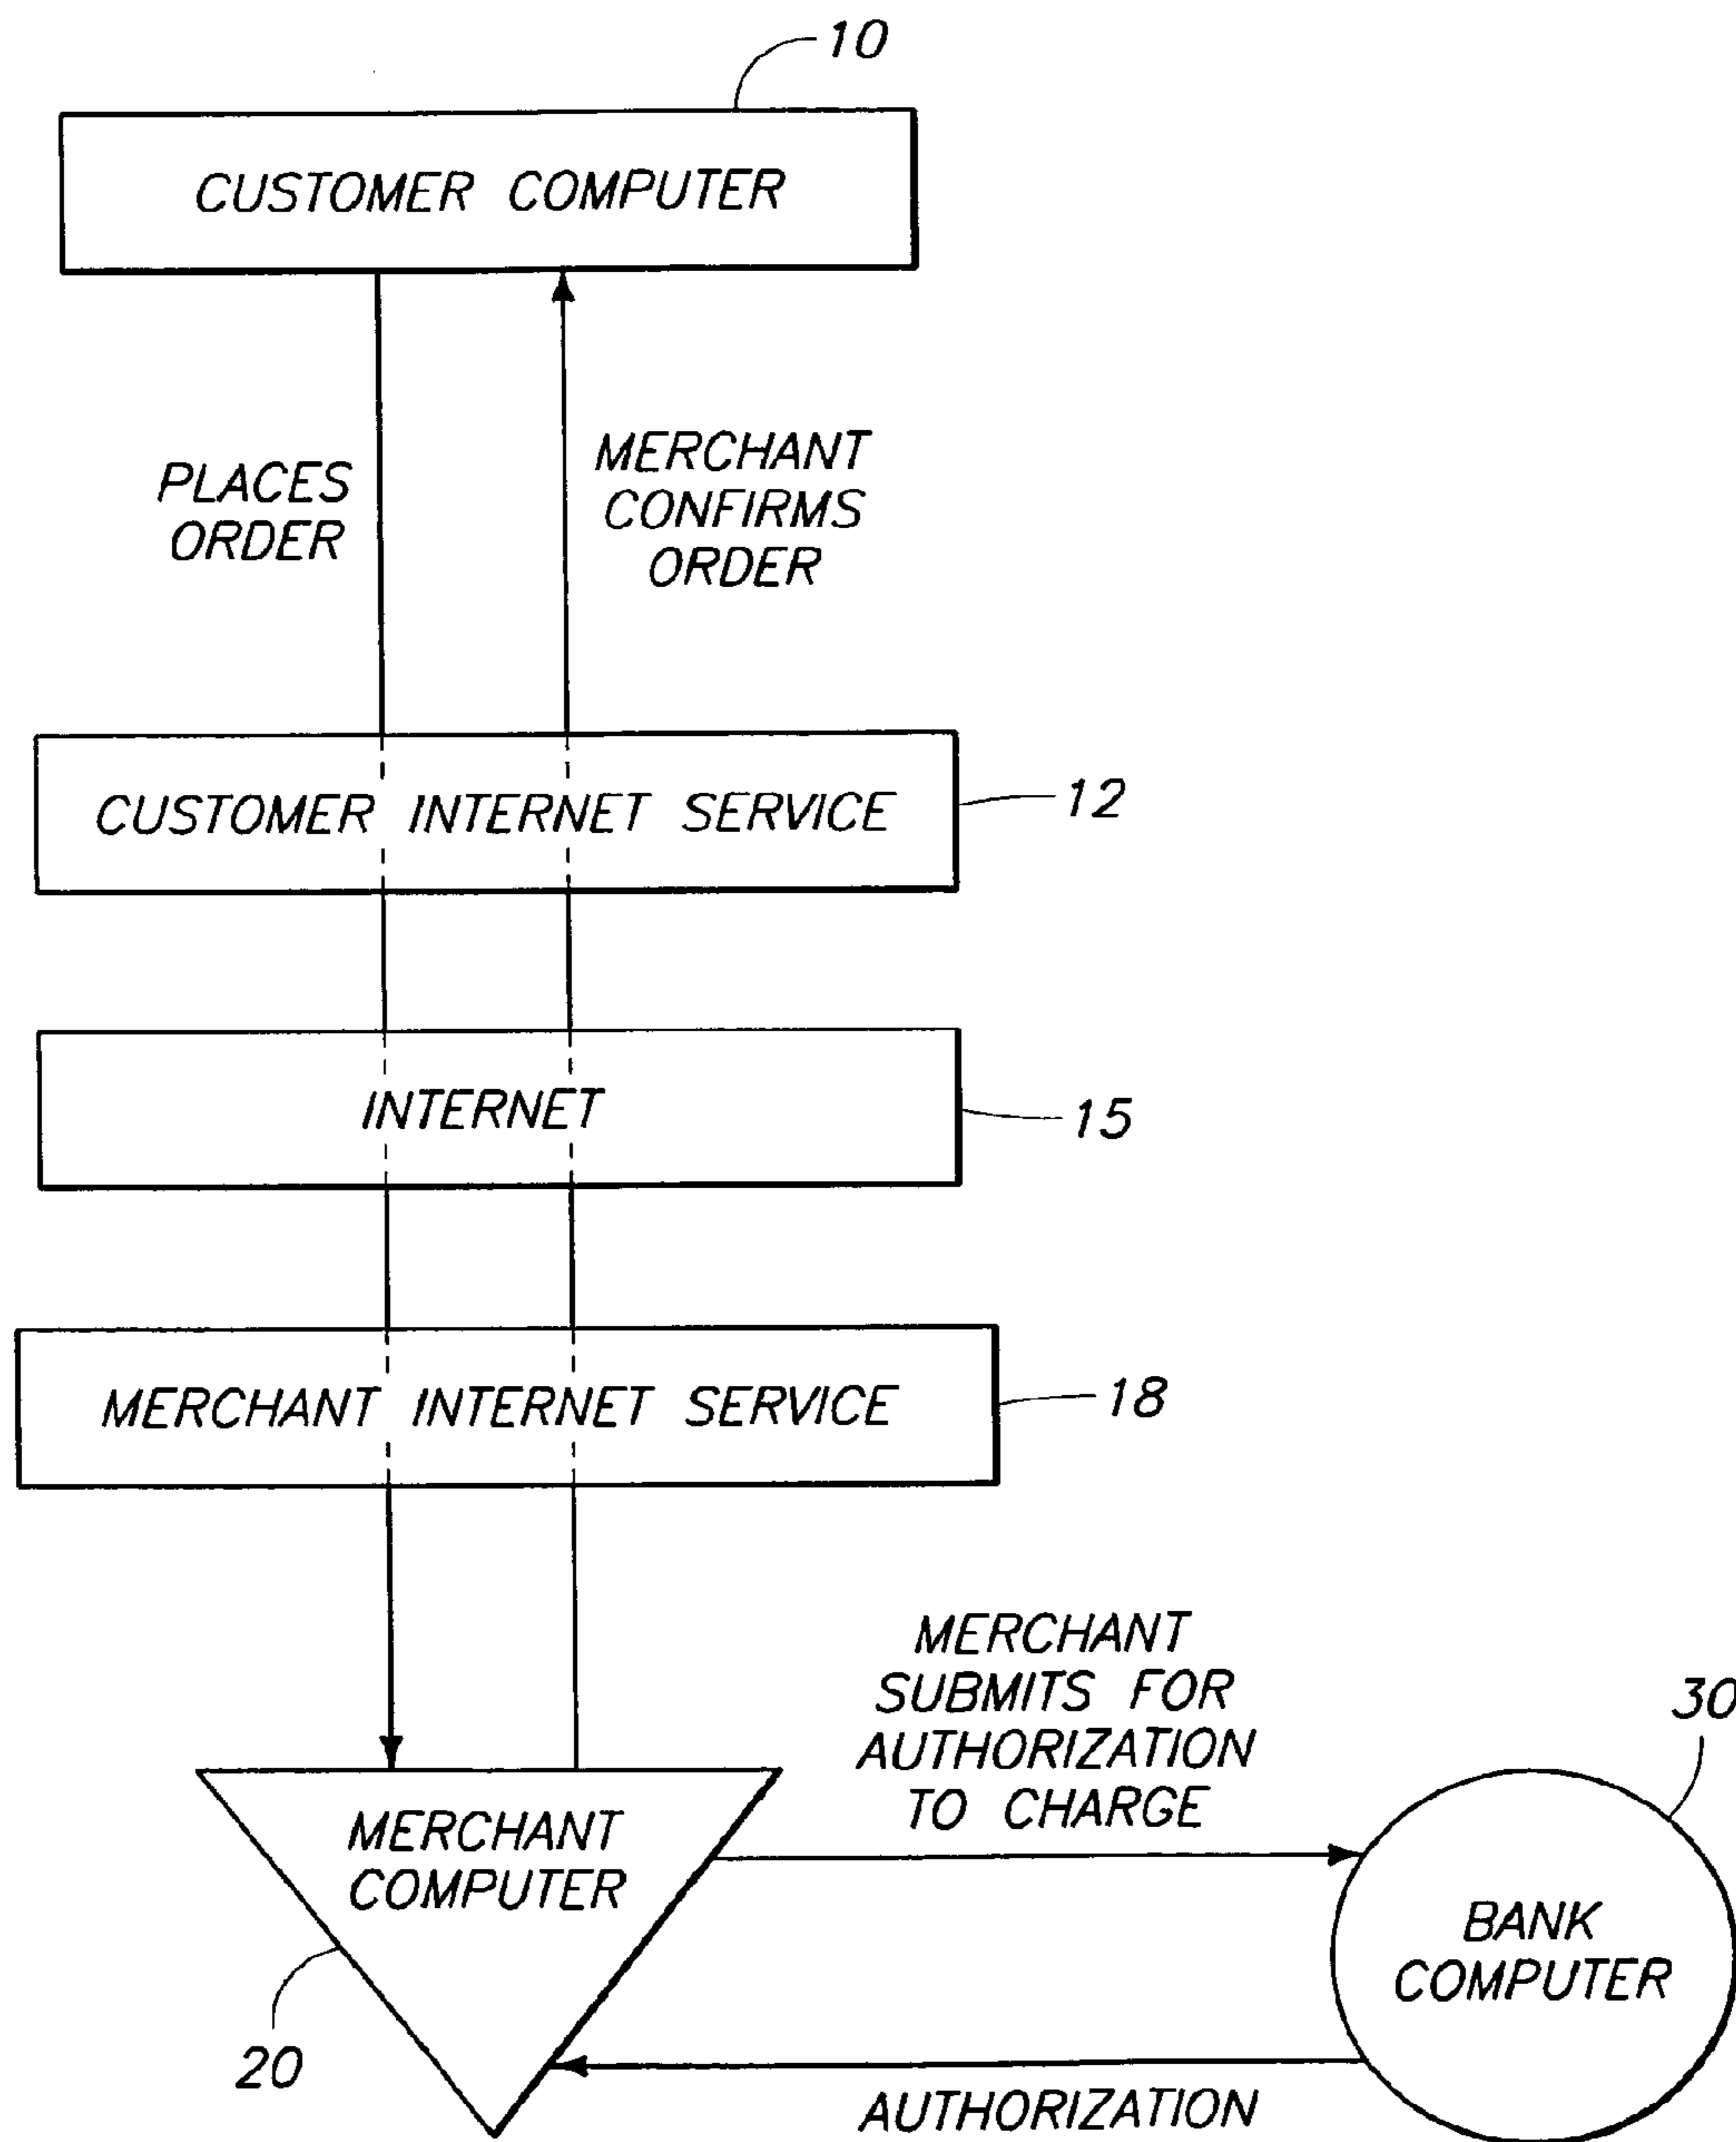 10
CUSTOMER COMPUTER
PLACES
ORDER
MERCHANT
CONFIRMS
ORDER
CUSTOMER INTERNET SERVICE
12
INTERNET
15
MERCHANT INTERNET SERVICE
18
MERCHANT
SUBMITS FOR
AUTHORIZATION
TO CHARGE
30
MERCHANT
COMPUTER
BANK
COMPUTER
20
AUTHORIZATION